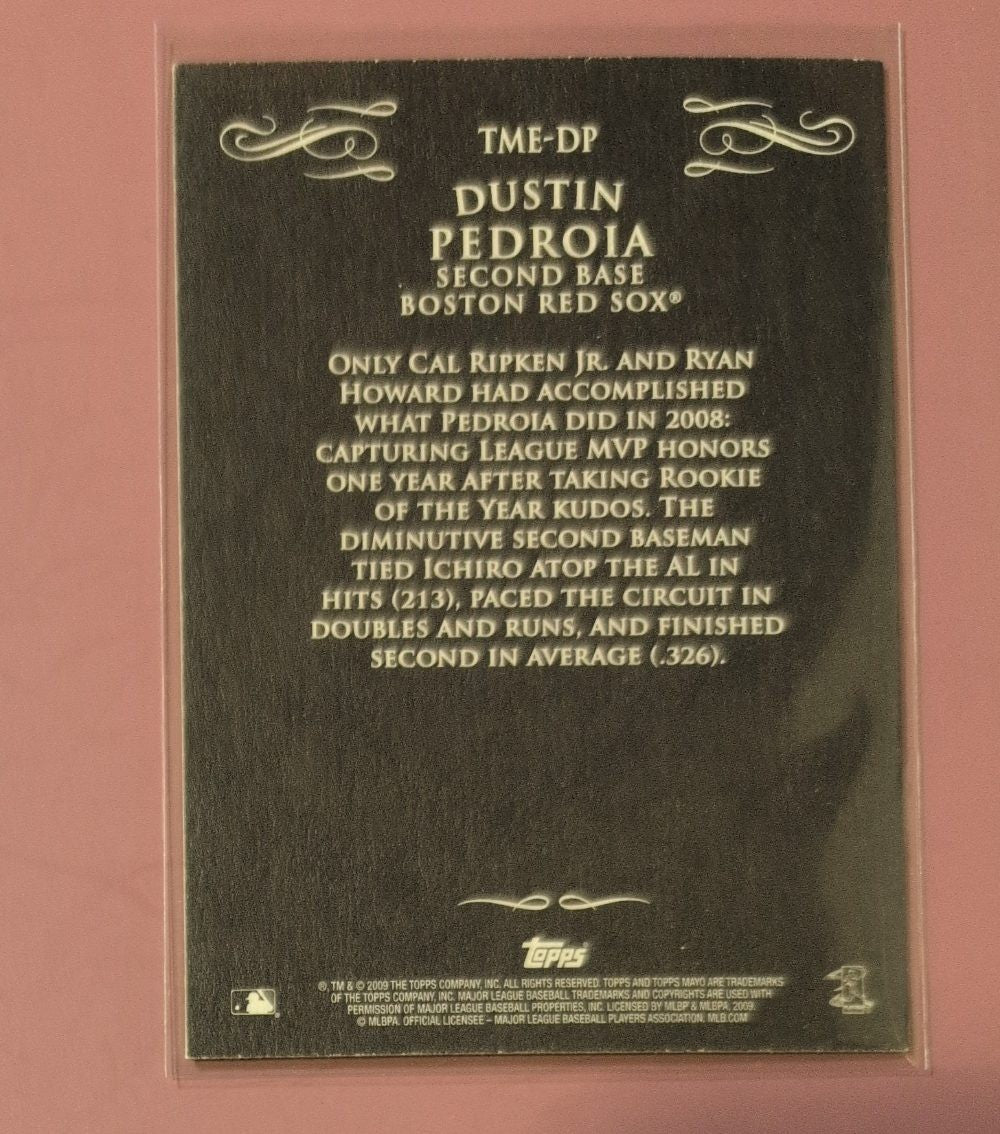 TME-DP
DUSTIN
PEDROIA
SECOND BASE
BOSTON RED SOX®
ONLY CAL RIPKEN JR. AND RYAN
HOWARD HAD ACCOMPLISHED
WHAT PEDROIA DID IN 2008:
CAPTURING LEAGUE MVP HONORS
ONE YEAR AFTER TAKING ROOKIE
OF THE YEAR KUDOS. THE
DIMINUTIVE SECOND BASEMAN
TIED ICHIRO ATOP THE AL IN
HITS (213), PACED THE CIRCUIT IN
DOUBLES AND RUNS, AND FINISHED
SECOND IN AVERAGE (.326).
Topps®
®, TM & © 2009 THE TOPPS COMPANY, INC. ALL RIGHTS RESERVED. TOPPS AND TOPPS MAYO ARE TRADEMARKS
OF THE TOPPS COMPANY, INC. MAJOR LEAGUE BASEBALL TRADEMARKS AND COPYRIGHTS ARE USED WITH
PERMISSION OF MAJOR LEAGUE BASEBALL PROPERTIES, INC. LICENSED BY MLBP & MLBPA, 2009.
© MLBPA. OFFICIAL LICENSEE – MAJOR LEAGUE BASEBALL PLAYERS ASSOCIATION. MLB.COM